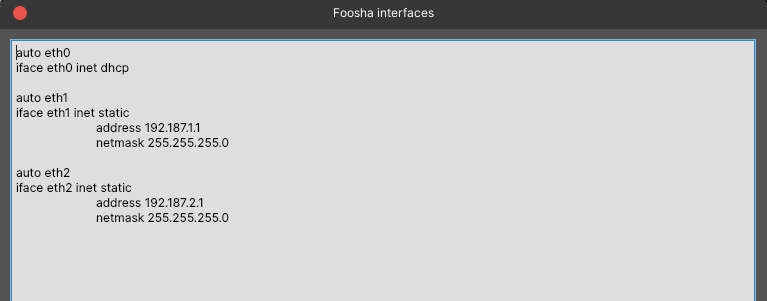 Foosha interfaces
auto eth0
iface eth0 inet dhcp
auto eth1
iface eth1 inet static
address 192.187.1.1
netmask 255.255.255.0
auto eth2
iface eth2 inet static
address 192.187.2.1
netmask 255.255.255.0